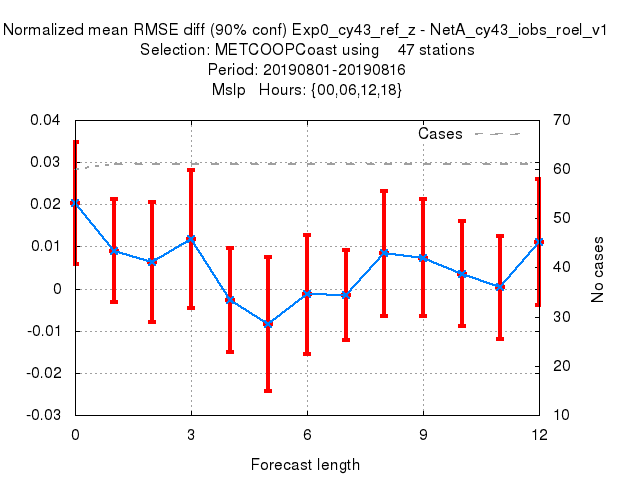 Normalized mean RMSE diff (90% conf) Exp0_cy43_ref_z - NetA_cy43_iobs_roel_v1
Selection: METCOOPCoast using 47 stations
Period: 20190801-20190816
Mslp Hours: {00,06,12,18}
0.04 70
Cases
0.03 60
0.02 50
0.01 40
0 30
-0.01 20
-0.02 10
-0.03
No cases
0 3 6 9 12
Forecast length